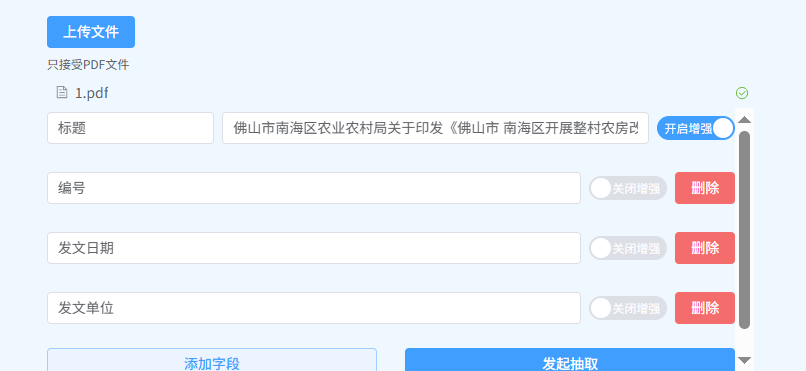 上传文件
只接受PDF文件
1.pdf
标题 佛山市南海区农业农村局关于印发《佛山市 南海区开展整村农房改 开启增强
编号 关闭增强 删除
发文日期 关闭增强 删除
发文单位 关闭增强 删除
添加字段 发起抽取